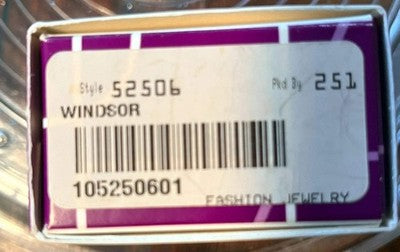 Style 52506 Pkd By 251
WINDSOR
105250601
FASHION JEWELRY